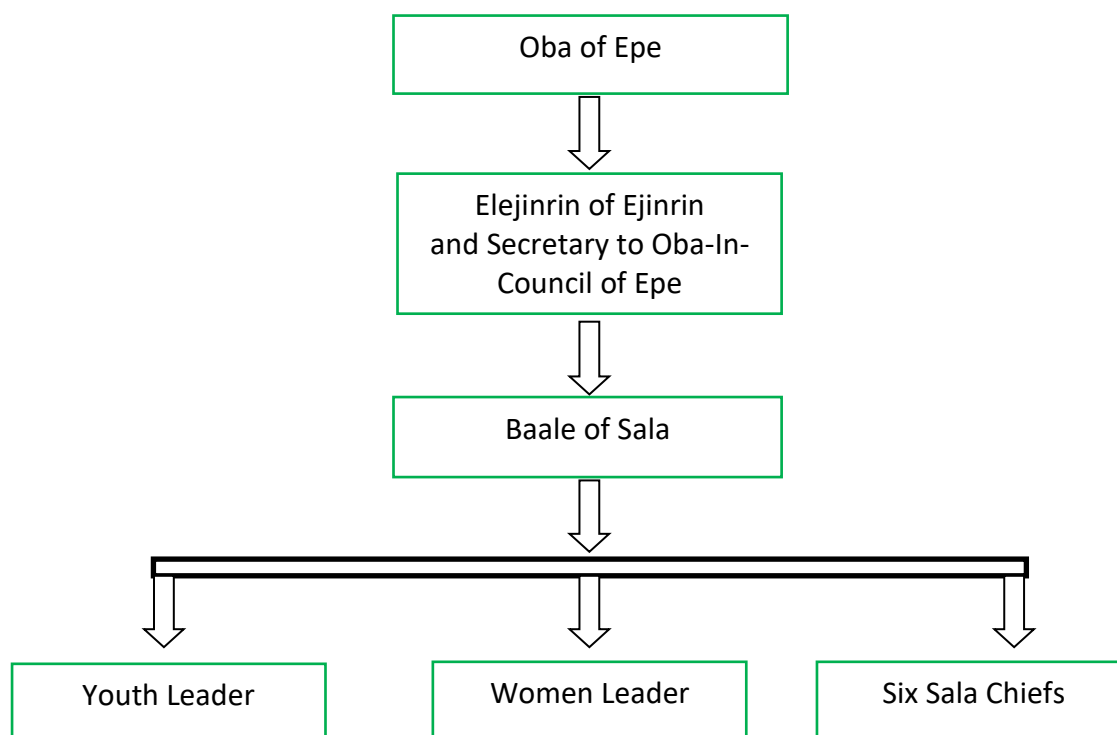 Oba of Epe
Elejinrin of Ejinrin
and Secretary to Oba-In-
Council of Epe
Baale of Sala
Youth Leader
Women Leader
Six Sala Chiefs